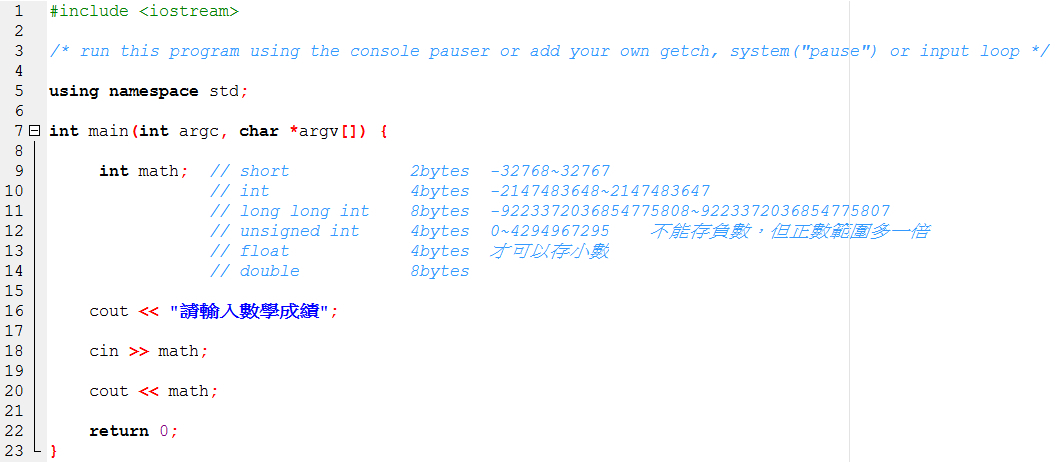 1 #include <iostream>
2
3 /* run this program using the console pauser or add your own getch, system("pause") or input loop */
4
5 using namespace std;
6
7 int main(int argc, char *argv[]) {
8
9 int math; // short 2bytes -32768~32767
10 // int 4bytes -2147483648~2147483647
11 // long long int 8bytes -9223372036854775808~9223372036854775807
12 // unsigned int 4bytes 0~4294967295 不能存負數，但正數範圍多一倍
13 // float 4bytes 才可以存小數
14 // double 8bytes
15
16 cout << "請輸入數學成績";
17
18 cin >> math;
19
20 cout << math;
21
22 return 0;
23 }